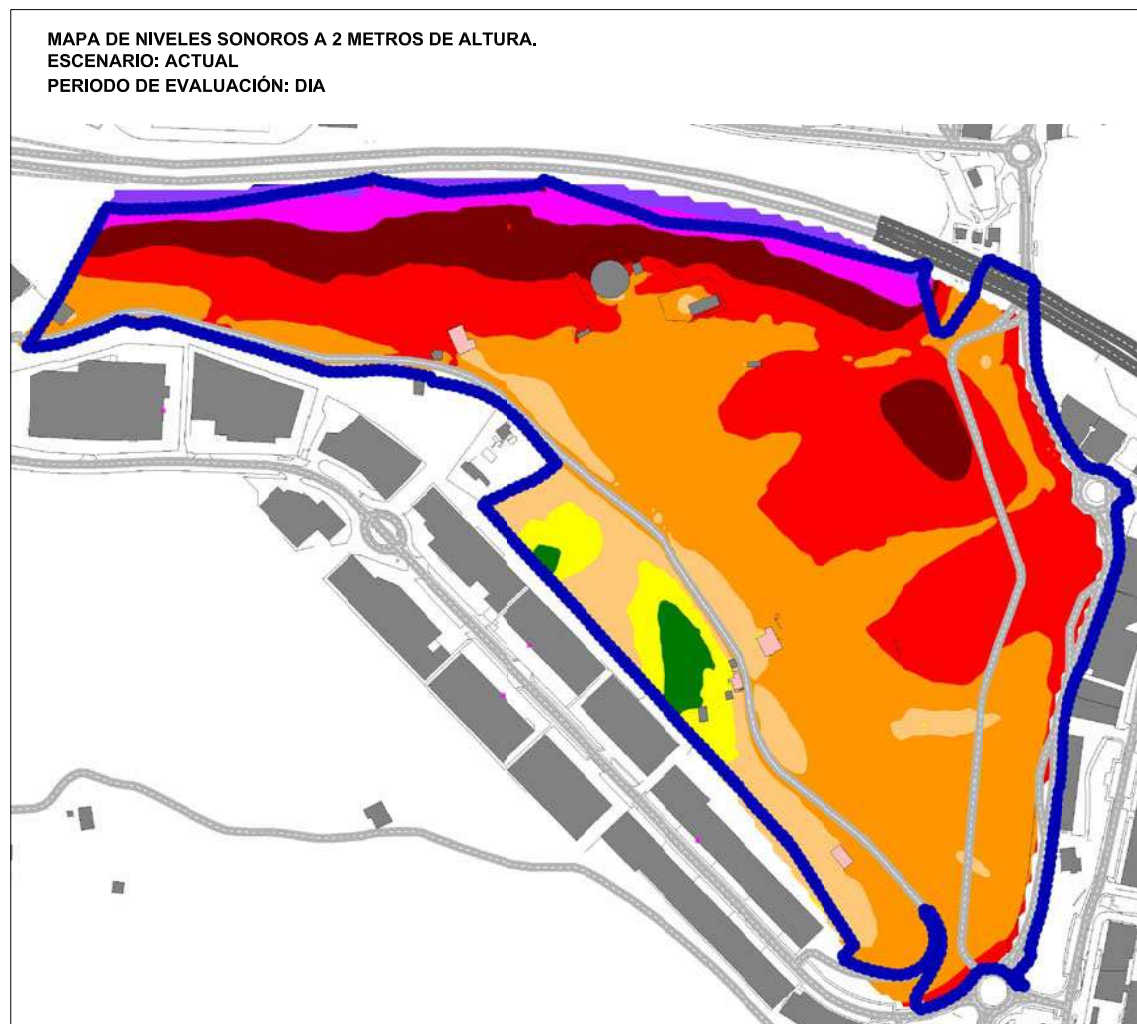 MAPA DE NIVELES SONOROS A 2 METROS DE ALTURA.
ESCENARIO: ACTUAL
PERIODO DE EVALUACIÓN: DIA